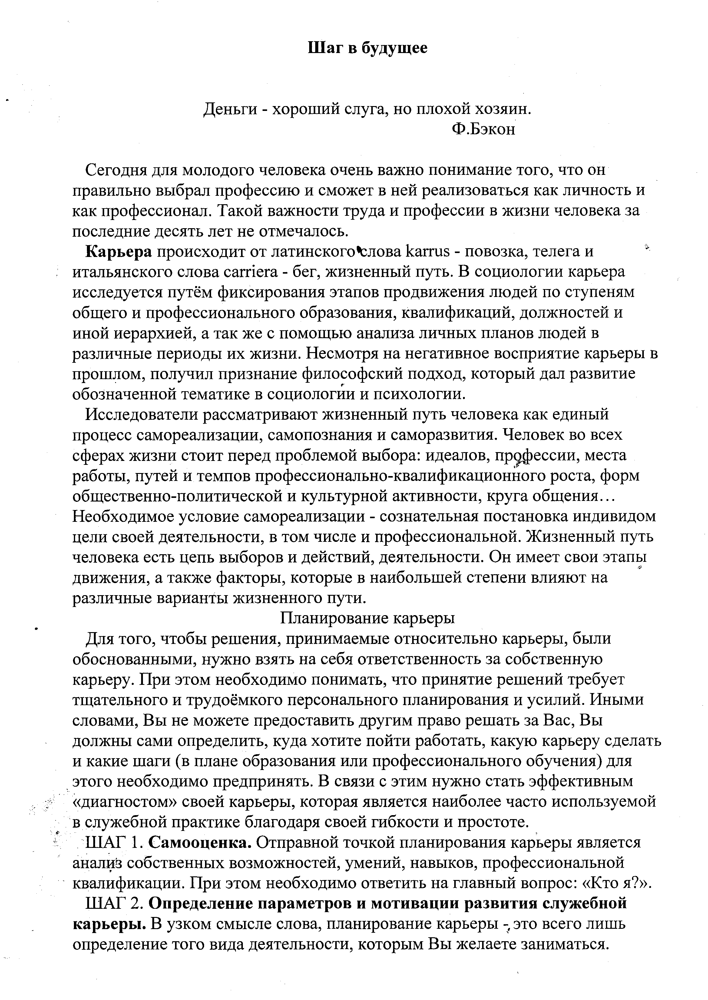 Шаг в будущее
Деньги - хороший слуга, но плохой хозяин.
Ф.Бэкон
Сегодня для молодого человека очень важно понимание того, что он
правильно выбрал профессию и сможет в ней реализоваться как личность и
как профессионал. Такой важности труда и профессии в жизни человека за
последние десять лет не отмечалось.
Карьера происходит от латинского слова karrus - повозка, телега и
итальянского слова carriera - бег, жизненный путь. В социологии карьера
исследуется путём фиксирования этапов продвижения людей по ступеням
общего и профессионального образования, квалификаций, должностей и
иной иерархией, а так же с помощью анализа личных планов людей в
различные периоды их жизни. Несмотря на негативное восприятие карьеры в
прошлом, получил признание философский подход, который дал развитие
обозначенной тематике в социологии и психологии.
Исследователи рассматривают жизненный путь человека как единый
процесс самореализации, самопознания и саморазвития. Человек во всех
сферах жизни стоит перед проблемой выбора: идеалов, профессии, места
работы, путей и темпов профессионально-квалификационного роста, форм
общественно-политической и культурной активности, круга общения…
Необходимое условие самореализации - сознательная постановка индивидом
цели своей деятельности, в том числе и профессиональной. Жизненный путь
человека есть цепь выборов и действий, деятельности. Он имеет свои этапы
движения, а также факторы, которые в наибольшей степени влияют на
различные варианты жизненного пути.
Планирование карьеры
Для того, чтобы решения, принимаемые относительно карьеры, были
обоснованными, нужно взять на себя ответственность за собственную
карьеру. При этом необходимо понимать, что принятие решений требует
тщательного и трудоёмкого персонального планирования и усилий. Иными
словами, Вы не можете предоставить другим право решать за Вас, Вы
должны сами определить, куда хотите пойти работать, какую карьеру сделать
и какие шаги (в плане образования или профессионального обучения) для
этого необходимо предпринять. В связи с этим нужно стать эффективным
«диагностом» своей карьеры, которая является наиболее часто используемой
в служебной практике благодаря своей гибкости и простоте.
ШАГ 1. Самооценка. Отправной точкой планирования карьеры является
анализ собственных возможностей, умений, навыков, профессиональной
квалификации. При этом необходимо ответить на главный вопрос: «Кто я?».
ШАГ 2. Определение параметров и мотивации развития служебной
карьеры. В узком смысле слова, планирование карьеры - это всего лишь
определение того вида деятельности, которым Вы желаете заниматься.